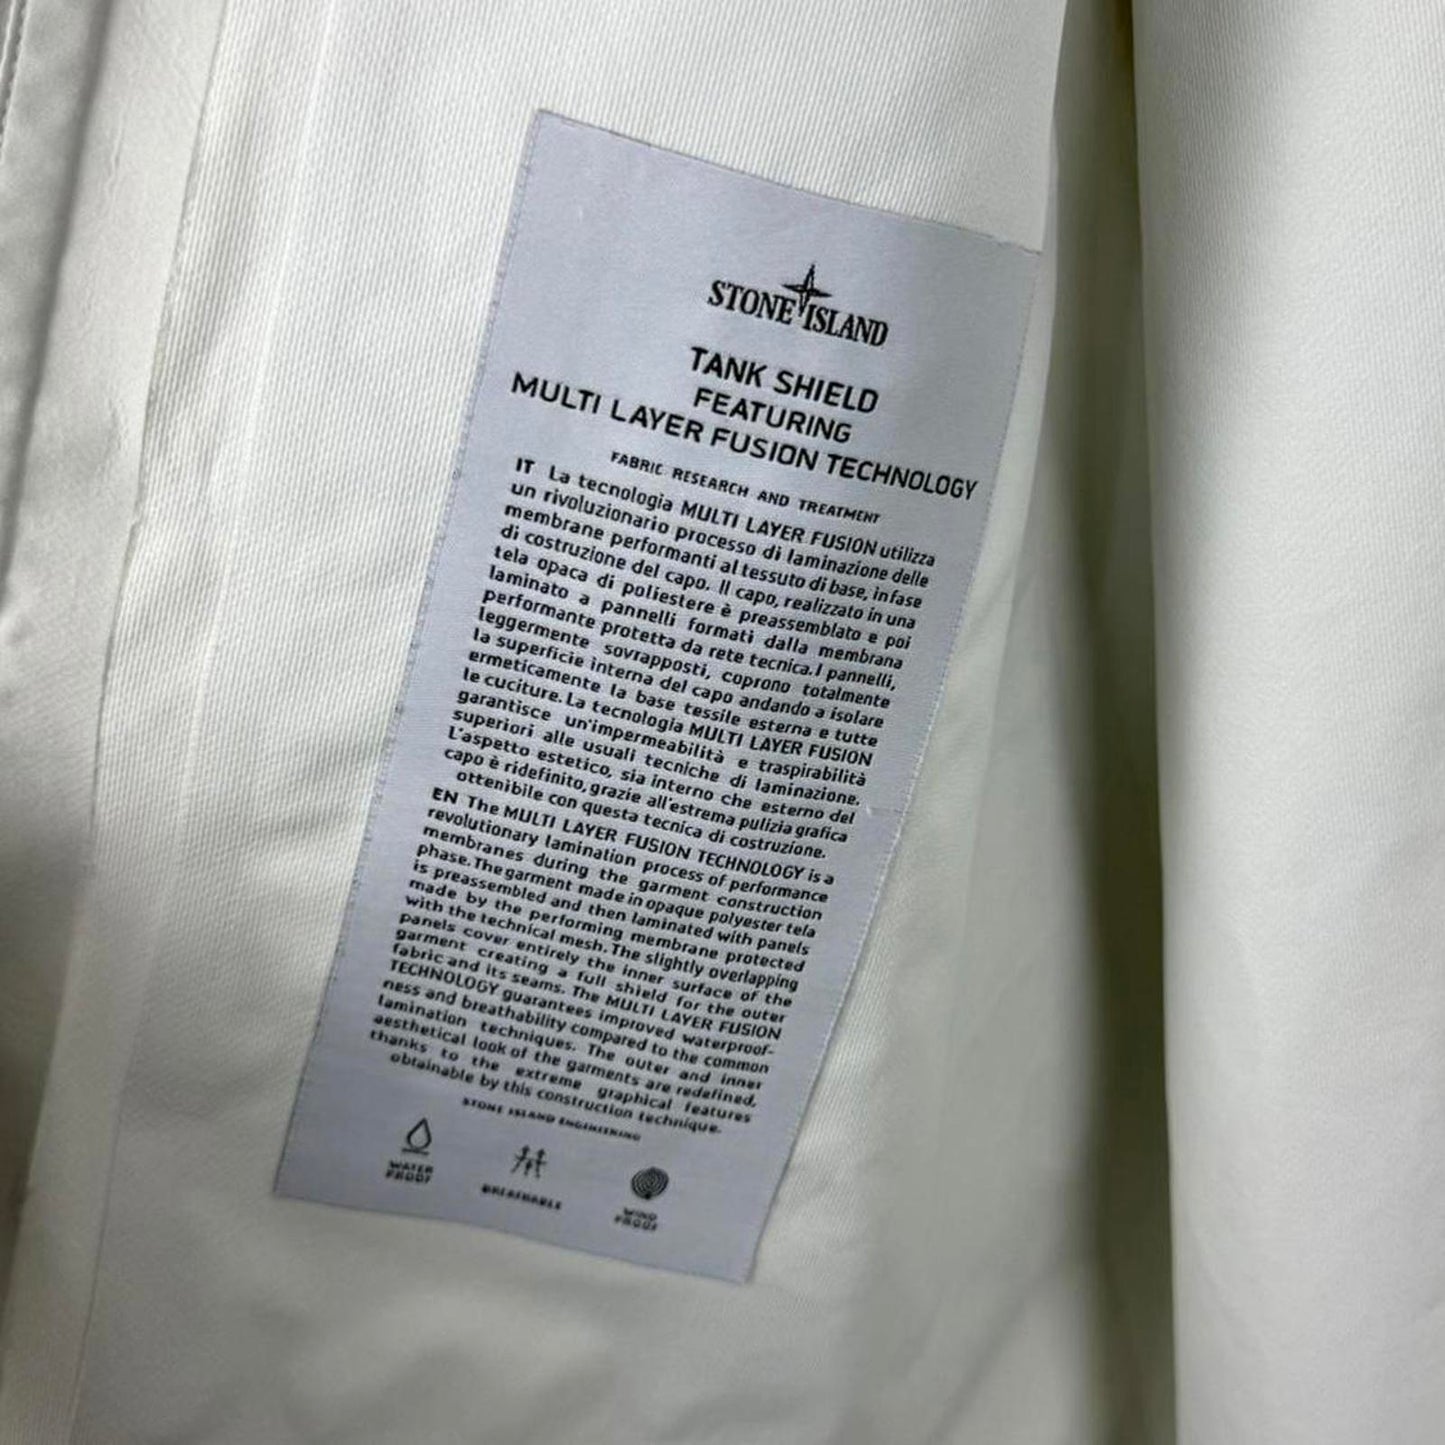 STONE ISLAND
TANK SHIELD
FEATURING
MULTI LAYER FUSION TECHNOLOGY
FABRIC RESEARCH AND TREATMENT
IT La tecnologia MULTI LAYER FUSION utilizza
un rivoluzionario processo di laminazione delle
membrane performanti al tessuto di base, in fase
di costruzione del capo. Il capo, realizzato in una
tela opaca di poliestere è preassemblato e poi
laminato a pannelli formati dalla membrana
performante protetta da rete tecnica. I pannelli,
leggermente sovrapposti, coprono totalmente
la superficie interna del capo andando a isolare
ermeticamente la base tessile esterna e tutte
le cuciture. La tecnologia MULTI LAYER FUSION
garantisce un'impermeabilità e traspirabilità
superiori alle usuali tecniche di laminazione.
L'aspetto estetico, sia interno che esterno del
capo è ridefinito, grazie all'estrema pulizia grafica
ottenibile con questa tecnica di costruzione.
EN The MULTI LAYER FUSION TECHNOLOGY is a
revolutionary lamination process of performance
membranes during the garment construction
phase. The garment made in opaque polyester tela
is preassembled and then laminated with panels
made by the performing membrane protected
with the technical mesh. The slightly overlapping
panels cover entirely the inner surface of the
garment creating a full shield for the outer
fabric and its seams. The MULTI LAYER FUSION
TECHNOLOGY guarantees improved waterproof-
ness and breathability compared to the common
lamination techniques. The outer and inner
aesthetical look of the garments are redefined,
thanks to the extreme graphical features
obtainable by this construction technique.
STONE ISLAND ENGINEERING
WATER
PROOF
BREATHABLE
WIND
PROOF